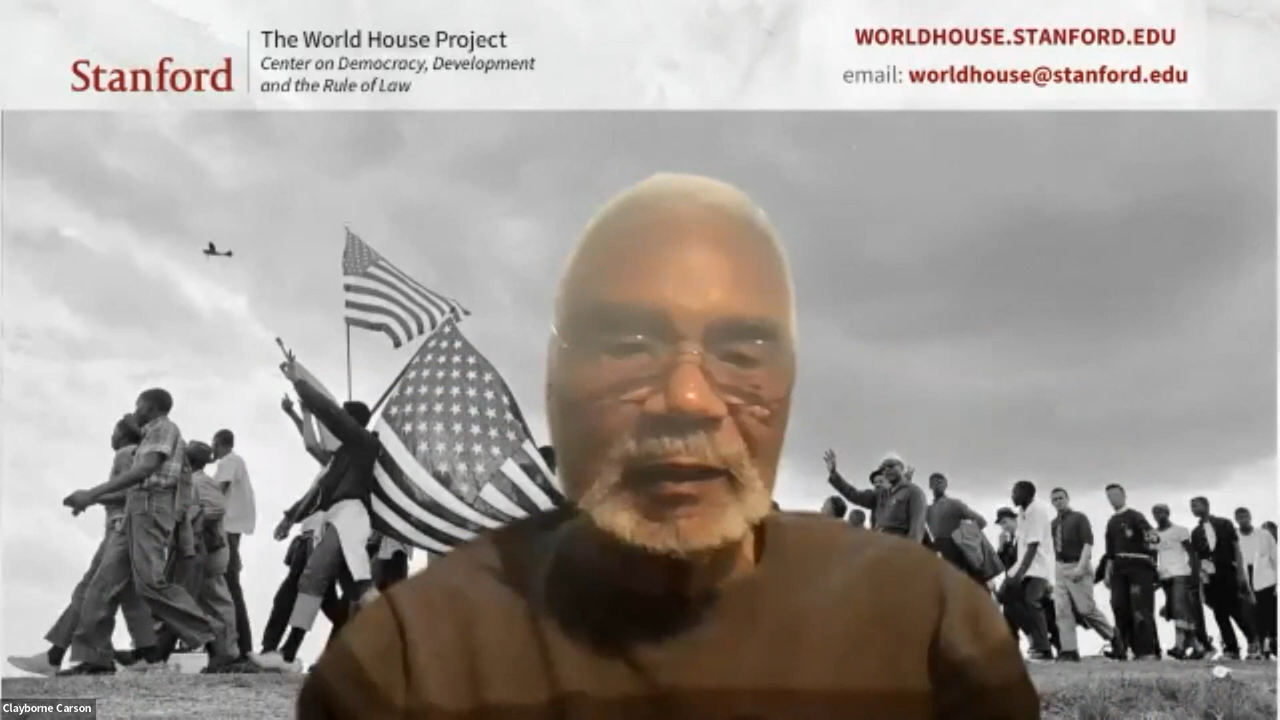 Stanford
The World House Project
Center on Democracy, Development
and the Rule of Law
WORLDHOUSE.STANFORD.EDU
email: worldhouse@stanford.edu
Clayborne Carson